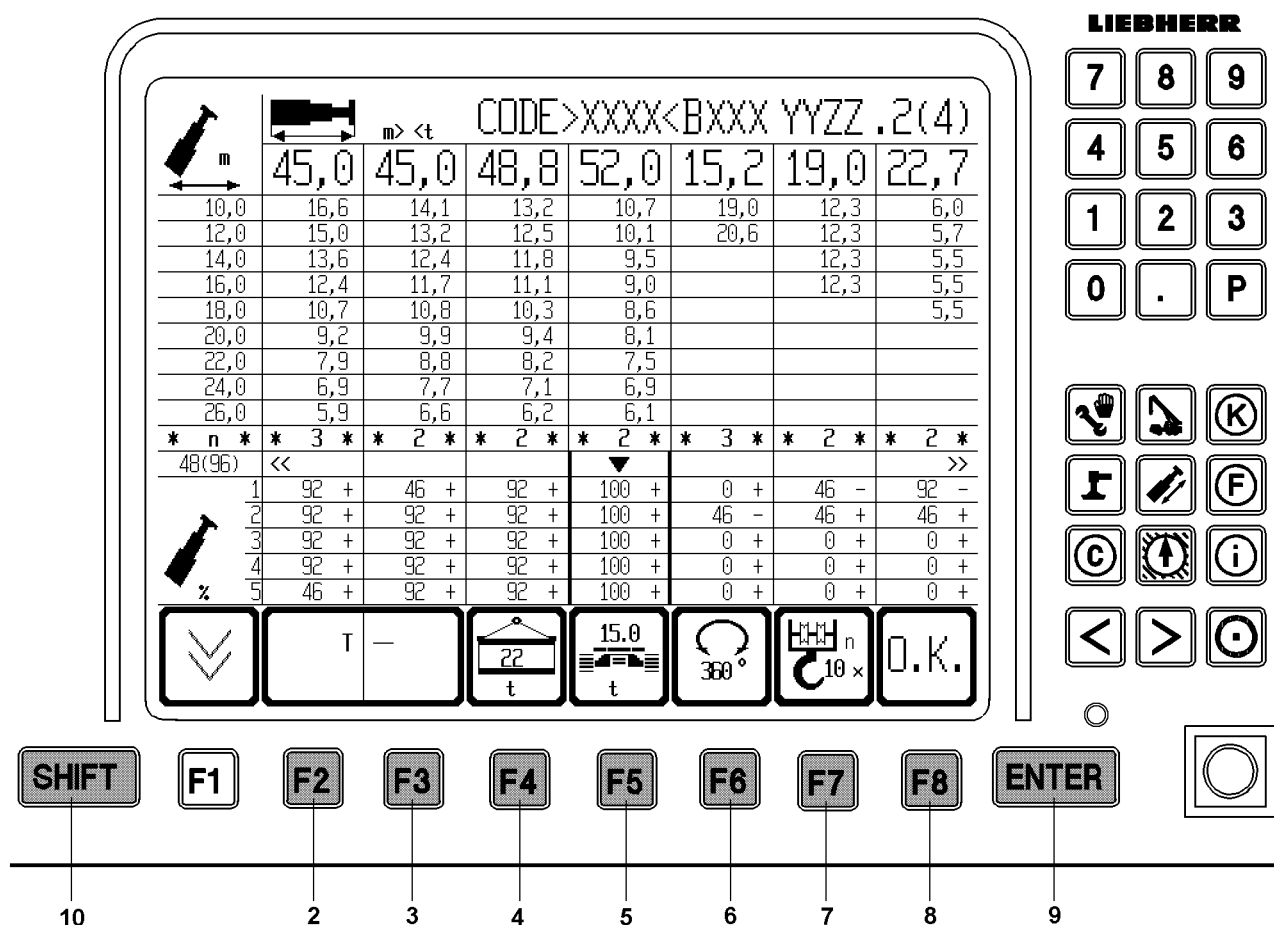 LIEBHERR
m> <t CODE>XXXX<BXXX YYZZ .2(4)
m 45,0 45,0 48,8 52,0 15,2 19,0 22,7
10,0 16,6 14,1 13,2 10,7 19,0 12,3 6,0
12,0 15,0 13,2 12,5 10,1 20,6 12,3 5,7
14,0 13,6 12,4 11,8 9,5 12,3 5,5
16,0 12,4 11,7 11,1 9,0 12,3 5,5
18,0 10,7 10,8 10,3 8,6 5,5
20,0 9,2 9,9 9,4 8,1
22,0 7,9 8,8 8,2 7,5
24,0 6,9 7,7 7,1 6,9
26,0 5,9 6,6 6,2 6,1
* n * * 3 * * 2 * * 2 * * 2 * * 3 * * 2 * * 2 *
48(96) << >>
1 92 + 46 + 92 + 100 + 0 + 46 - 92 -
2 92 + 92 + 92 + 100 + 46 - 46 + 46 +
3 92 + 92 + 92 + 100 + 0 + 0 + 0 +
4 92 + 92 + 92 + 100 + 0 + 0 + 0 +
% 5 46 + 92 + 92 + 100 + 0 + 0 + 0 +
T —
22
t
15.0
t
360°
n
10 ×
O.K.
7 8 9
4 5 6
1 2 3
0 . P
K
F
C i
< >
SHIFT F1 F2 F3 F4 F5 F6 F7 F8 ENTER
10 2 3 4 5 6 7 8 9